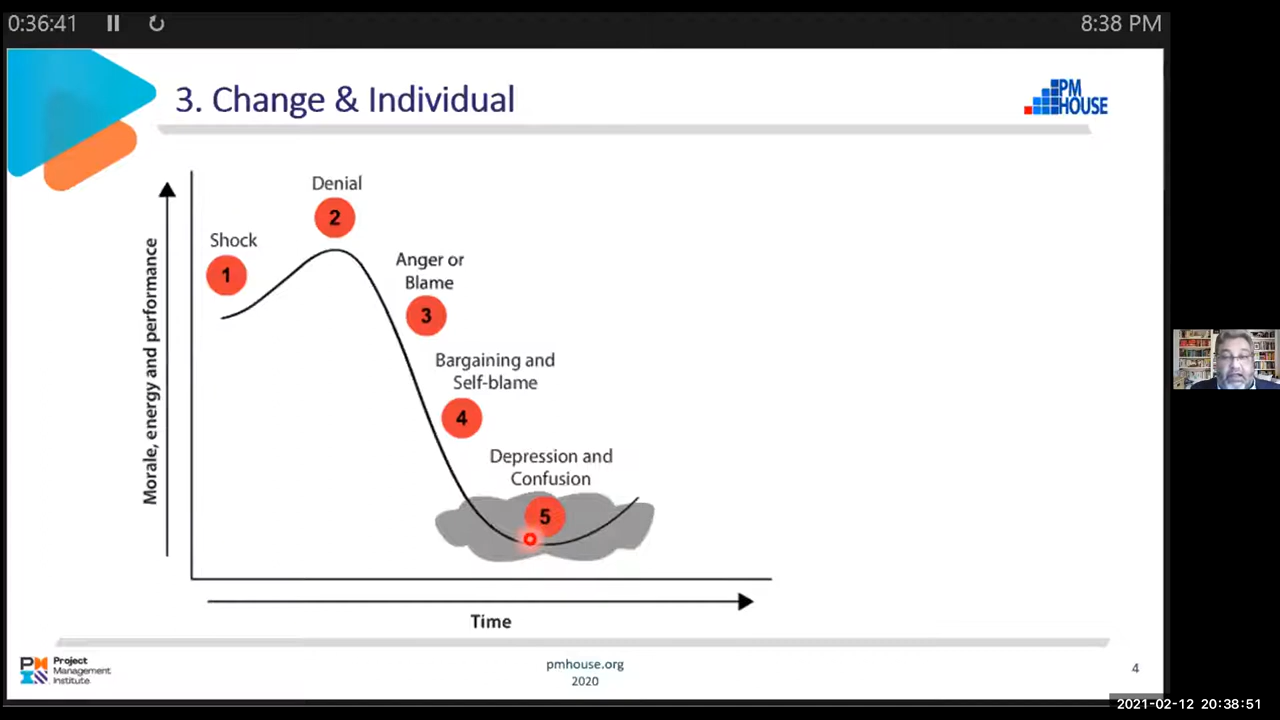 0:36:41
8:38 PM
3. Change & Individual
PM
HOUSE
Denial
2
Shock
1
Anger or
Blame
3
Bargaining and
Self-blame
4
Depression and
Confusion
5
Morale, energy and performance
Time
Project
Management
Institute
pmhouse.org
2020
4
2021-02-12 20:38:51